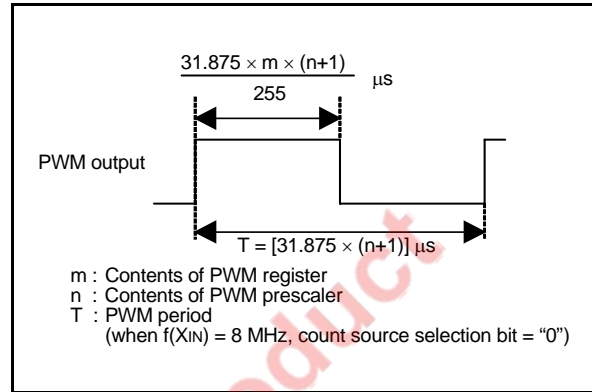 31.875 × m × (n+1)
255
μs
PWM output
T = [31.875 × (n+1)] μs
m : Contents of PWM register
n : Contents of PWM prescaler
T : PWM period
(when f(XIN) = 8 MHz, count source selection bit = “0”)
duct